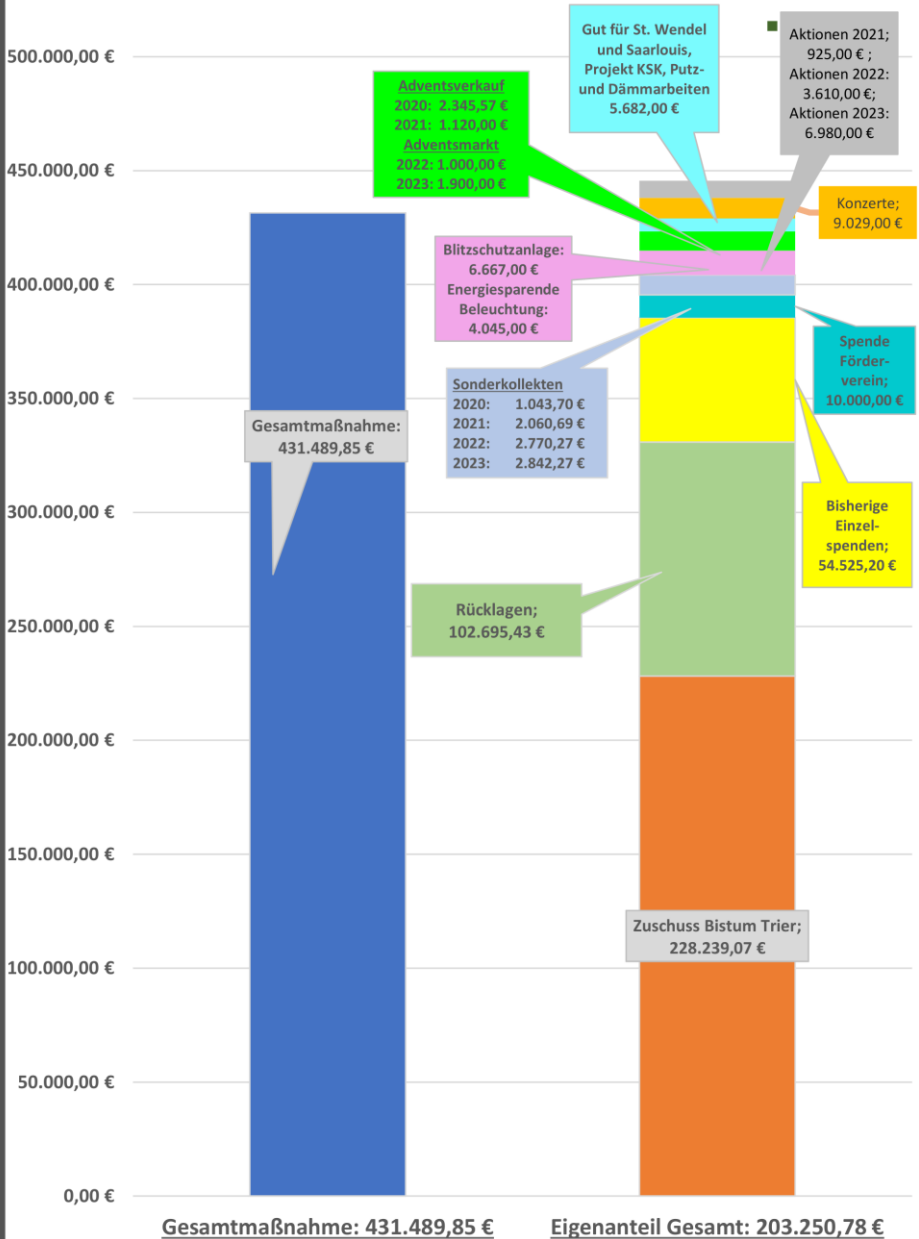 500.000,00 €
450.000,00 €
400.000,00 €
350.000,00 €
300.000,00 €
250.000,00 €
200.000,00 €
150.000,00 €
100.000,00 €
50.000,00 €
0,00 €
Gesamtmaßnahme:
431.489,85 €
Adventsverkauf
2020: 2.345,57 €
2021: 1.120,00 €
Adventsmarkt
2022: 1.000,00 €
2023: 1.900,00 €
Gut für St. Wendel
und Saarlouis,
Projekt KSK, Putz-
und Dämmarbeiten
5.682,00 €
Aktionen 2021;
925,00 € ;
Aktionen 2022:
3.610,00 €;
Aktionen 2023:
6.980,00 €
Konzerte;
9.029,00 €
Blitzschutzanlage:
6.667,00 €
Energiesparende
Beleuchtung:
4.045,00 €
Spende
Förder-
verein;
10.000,00 €
Sonderkollekten
2020: 1.043,70 €
2021: 2.060,69 €
2022: 2.770,27 €
2023: 2.842,27 €
Bisherige
Einzel-
spenden;
54.525,20 €
Rücklagen;
102.695,43 €
Zuschuss Bistum Trier;
228.239,07 €
Gesamtmaßnahme: 431.489,85 €
Eigenanteil Gesamt: 203.250,78 €